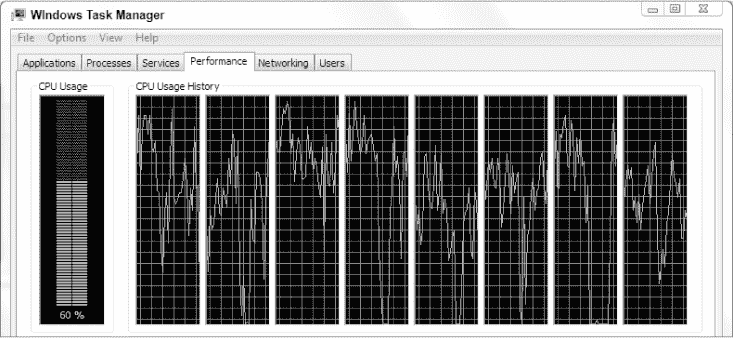 WIndows Task Manager
File Options View Help
Applications Processes Services Performance Networking Users
CPU Usage CPU Usage History
60 %